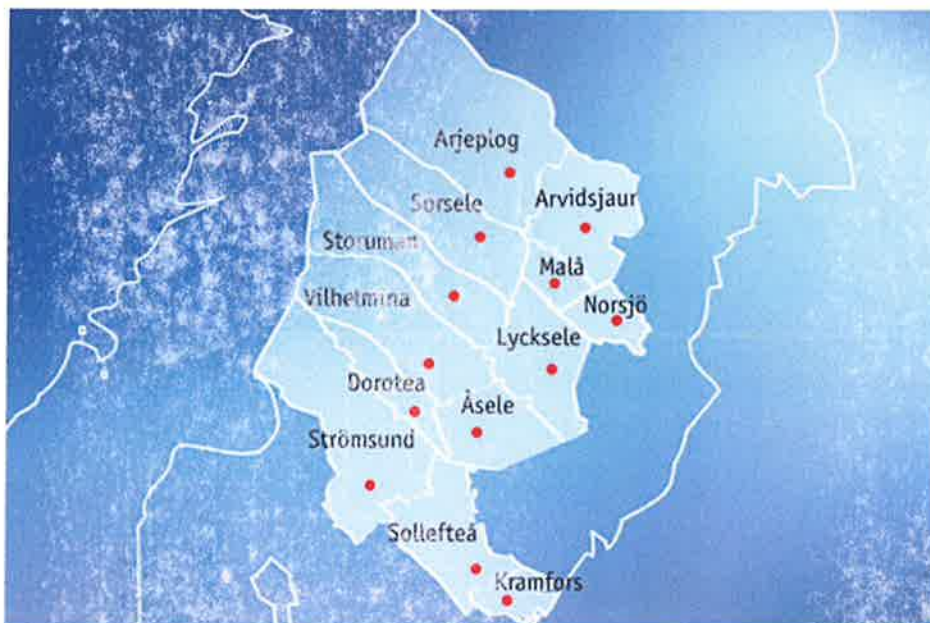 Arjeplog
Sorsele
Arvidsjaur
Storuman
Malå
Vilhelmina
Norsjö
Lycksele
Dorotea
Åsele
Strömsund
Sollefteå
Kramfors